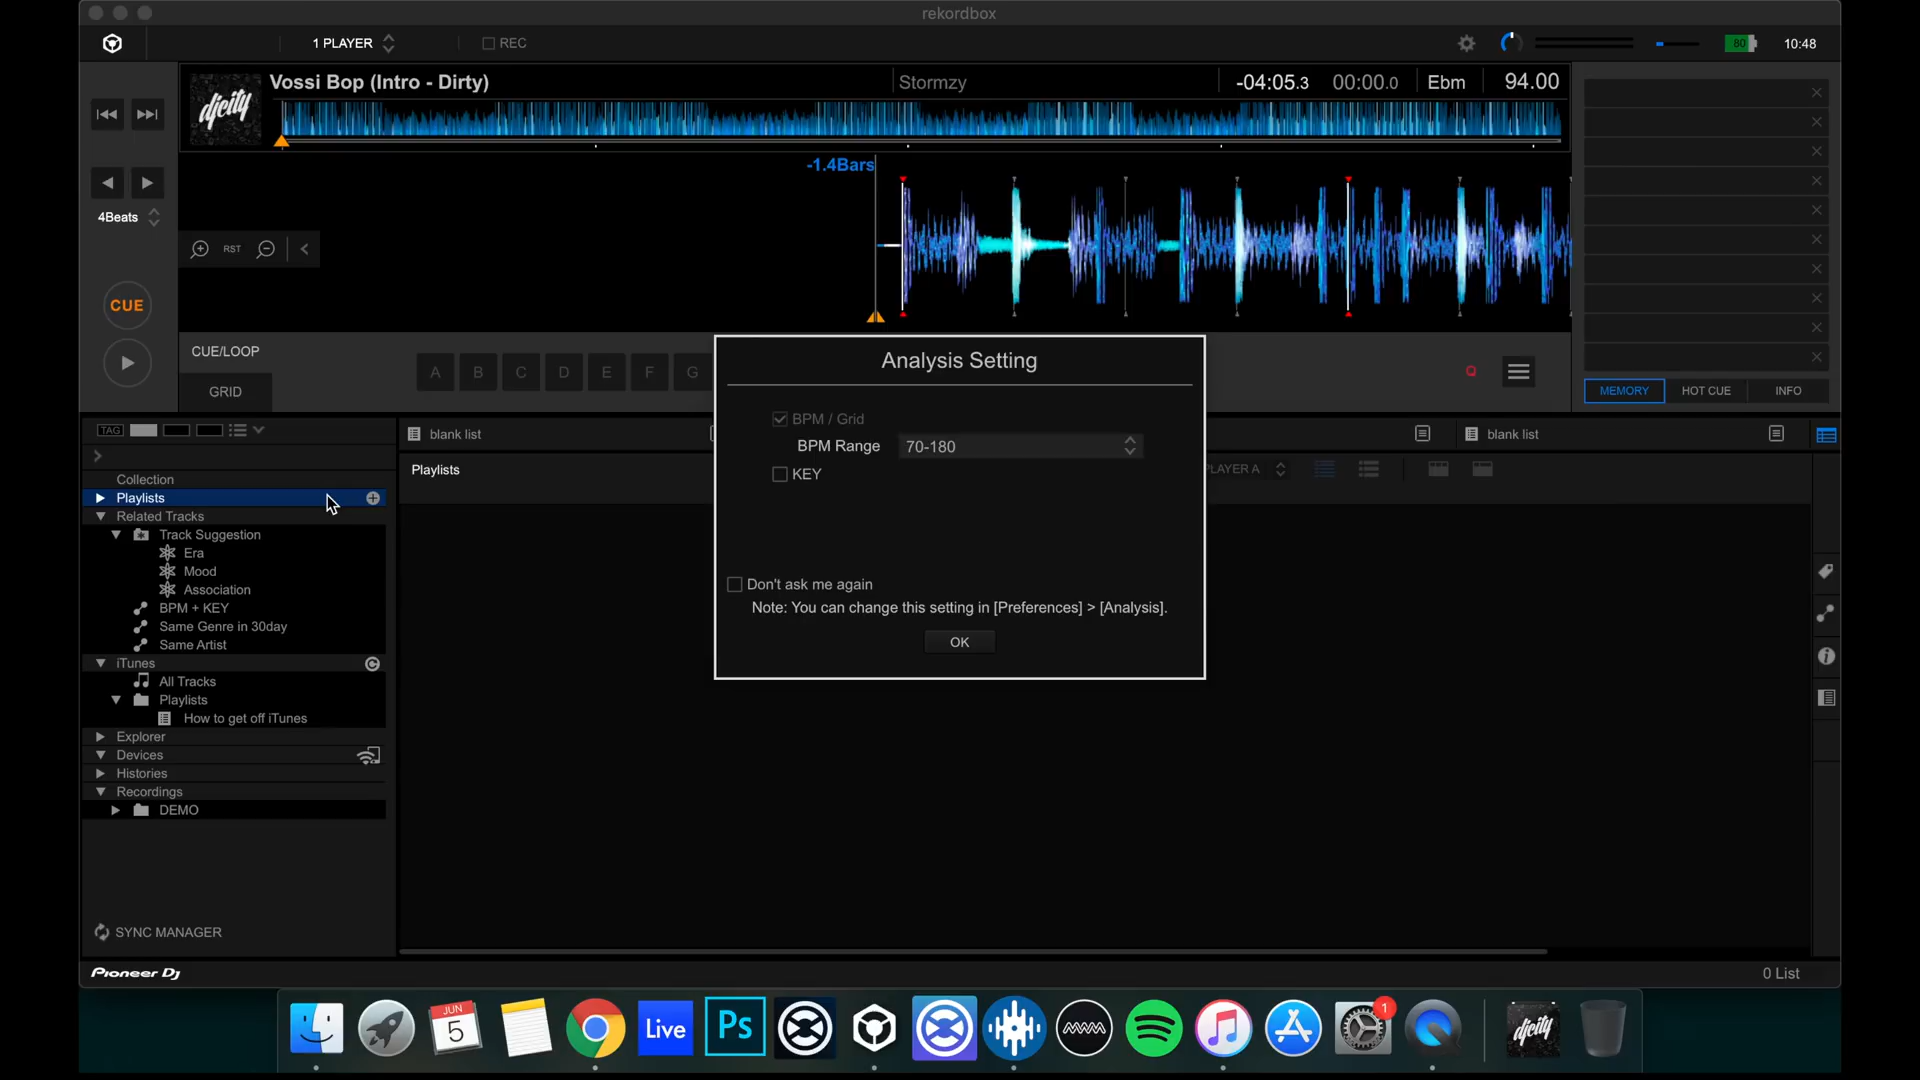 rekordbox
1 PLAYER
REC
80
10:48
djcity
Vossi Bop (Intro - Dirty)
Stormzy
-04:05.3
00:00.0
Ebm
94.00
-1.4Bars
4Beats
RST
CUE
CUE/LOOP
GRID
A B C D E F G
MEMORY
HOT CUE
INFO
Analysis Setting
BPM / Grid
BPM Range
70-180
KEY
Don't ask me again
Note: You can change this setting in [Preferences] > [Analysis].
OK
TAG
blank list
blank list
Playlists
PLAYER A
Collection
Playlists
Related Tracks
Track Suggestion
Era
Mood
Association
BPM + KEY
Same Genre in 30day
Same Artist
iTunes
All Tracks
Playlists
How to get off iTunes
Explorer
Devices
Histories
Recordings
DEMO
SYNC MANAGER
Pioneer Dj
0 List
JUN
5
Live
Ps
1
djcity